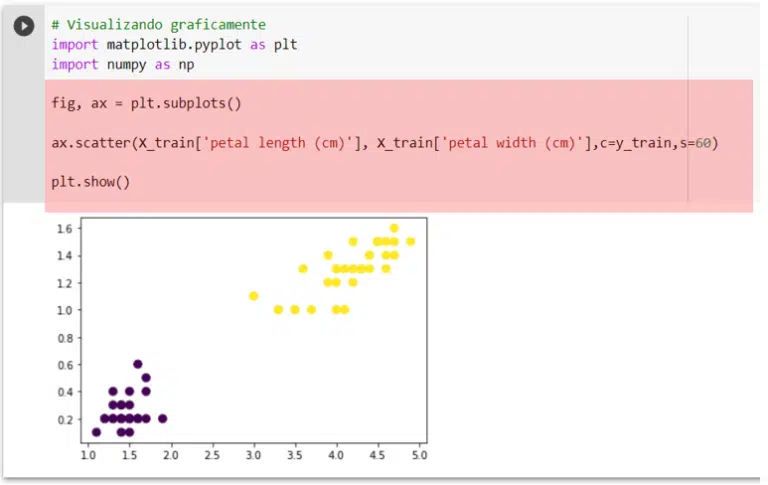 # Visualizando graficamente
import matplotlib.pyplot as plt
import numpy as np
fig, ax = plt.subplots()
ax.scatter(X_train['petal length (cm)'], X_train['petal width (cm)'],c=y_train,s=60)
plt.show()
1.6
1.4
1.2
1.0
0.8
0.6
0.4
0.2
1.0 1.5 2.0 2.5 3.0 3.5 4.0 4.5 5.0